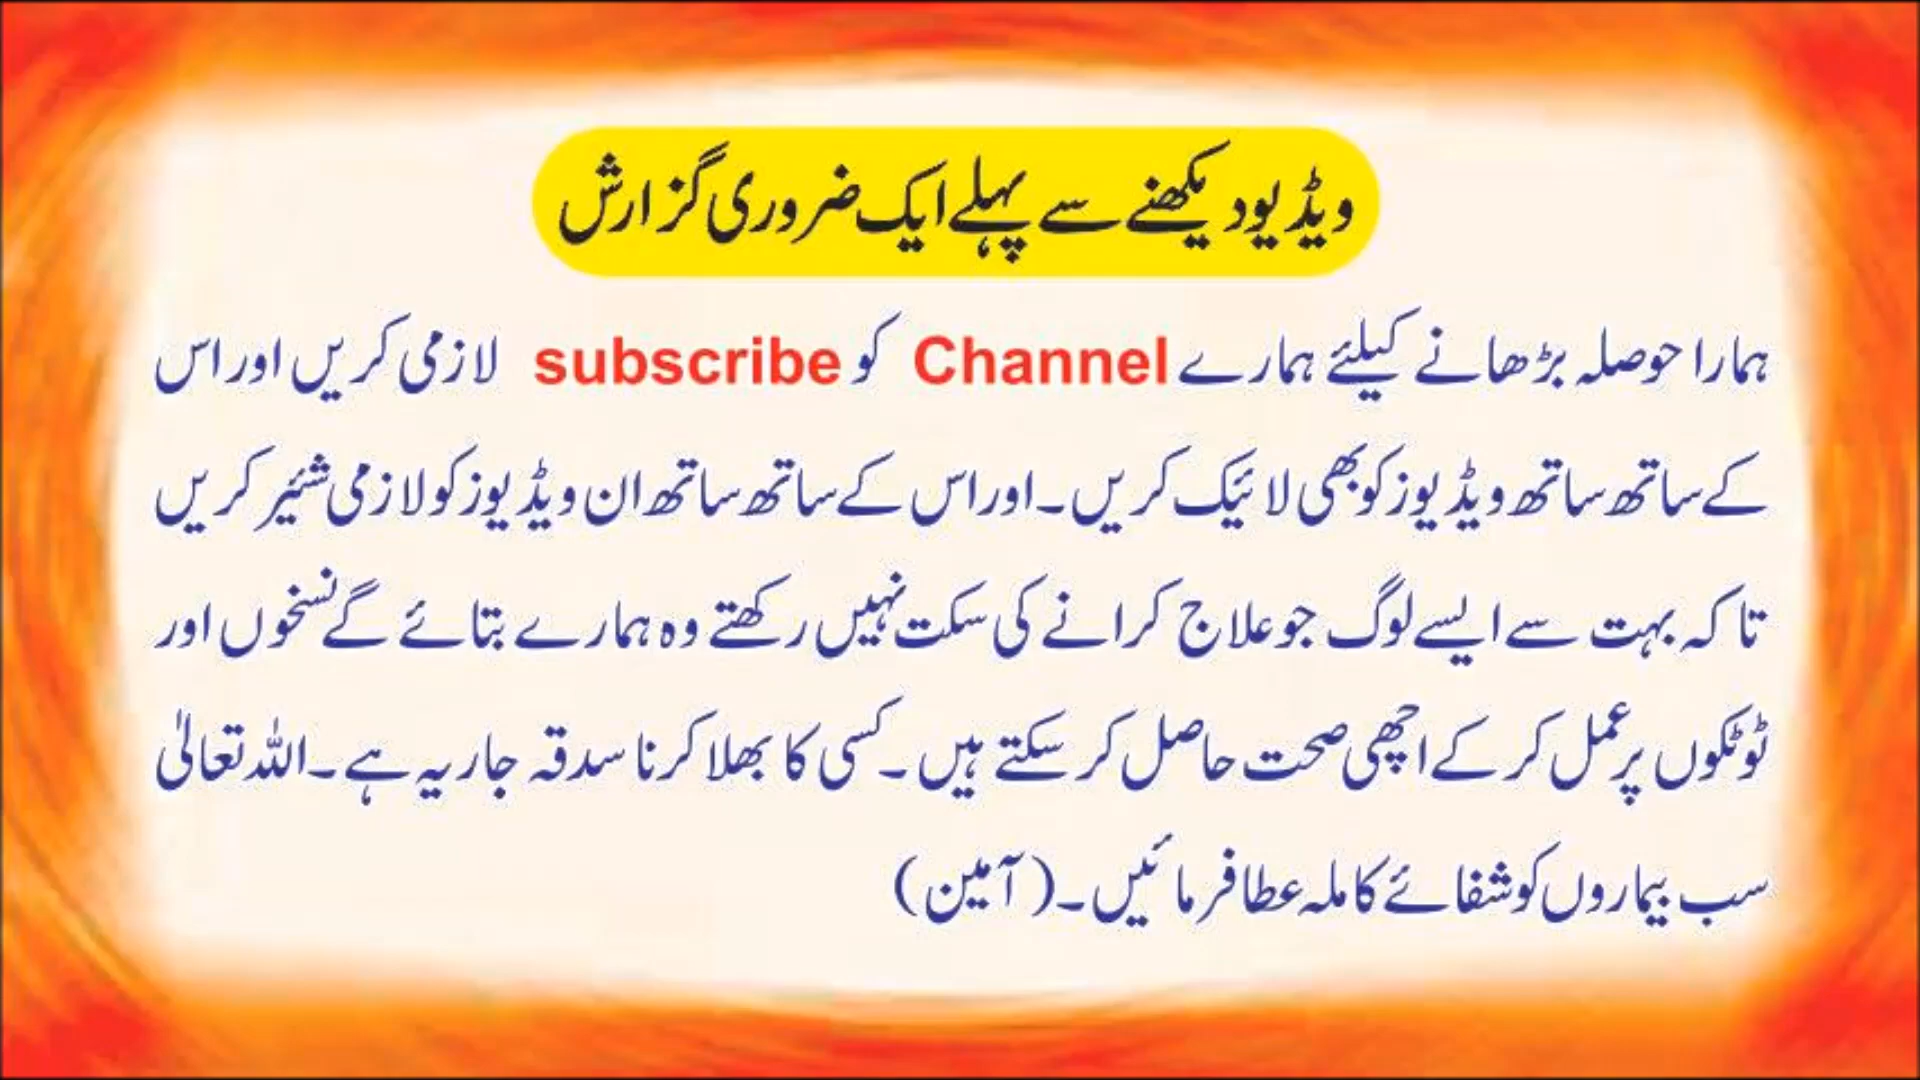 ویڈیو دیکھنے سے پہلے ایک ضروری گزارش
ہمارا حوصلہ بڑھانے کیلئے ہمارے Channel کو subscribe لازمی کریں اور اس
کے ساتھ ساتھ ویڈیوز کو بھی لائیک کریں۔ اور اس کے ساتھ ساتھ ان ویڈیوز کو لازمی شئیر کریں
تاکہ بہت سے ایسے لوگ جو علاج کرانے کی سکت نہیں رکھتے وہ ہمارے بتائے گے نسخوں اور
ٹوٹکوں پر عمل کر کے اچھی صحت حاصل کر سکتے ہیں۔ کسی کا بھلا کرنا سدقہ جاریہ ہے۔ اللہ تعالیٰ
سب بیماروں کو شفائے کاملہ عطا فرمائیں۔ (آمین)